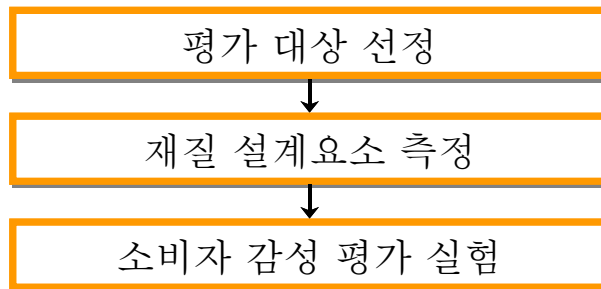 평가 대상 선정
재질 설계요소 측정
소비자 감성 평가 실험